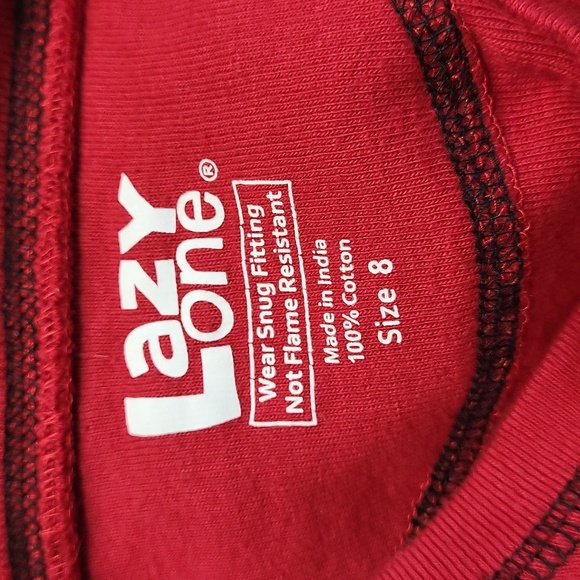 Lazy
one®
Wear Snug Fitting
Not Flame Resistant
Made in India
100% Cotton
Size 8